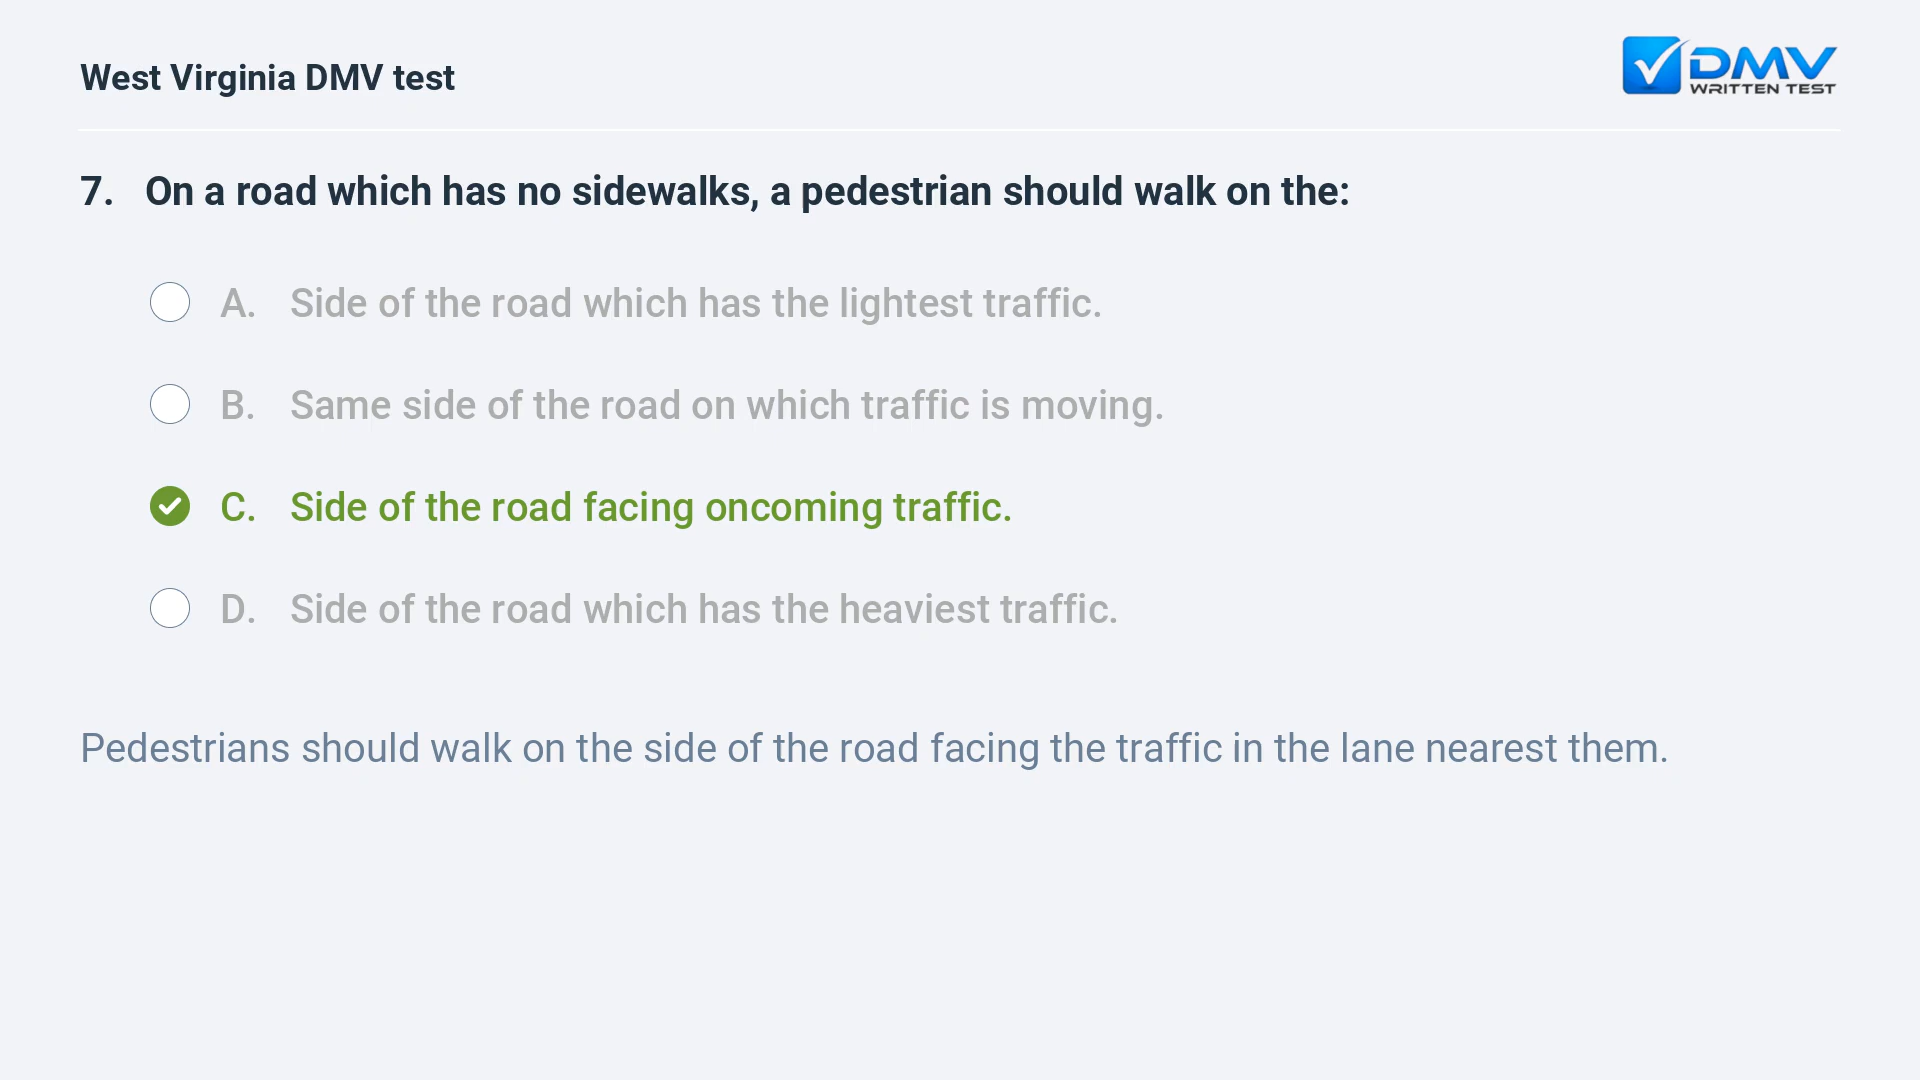 West Virginia DMV test
DMV
WRITTEN TEST
7. On a road which has no sidewalks, a pedestrian should walk on the:
A. Side of the road which has the lightest traffic.
B. Same side of the road on which traffic is moving.
C. Side of the road facing oncoming traffic.
D. Side of the road which has the heaviest traffic.
Pedestrians should walk on the side of the road facing the traffic in the lane nearest them.